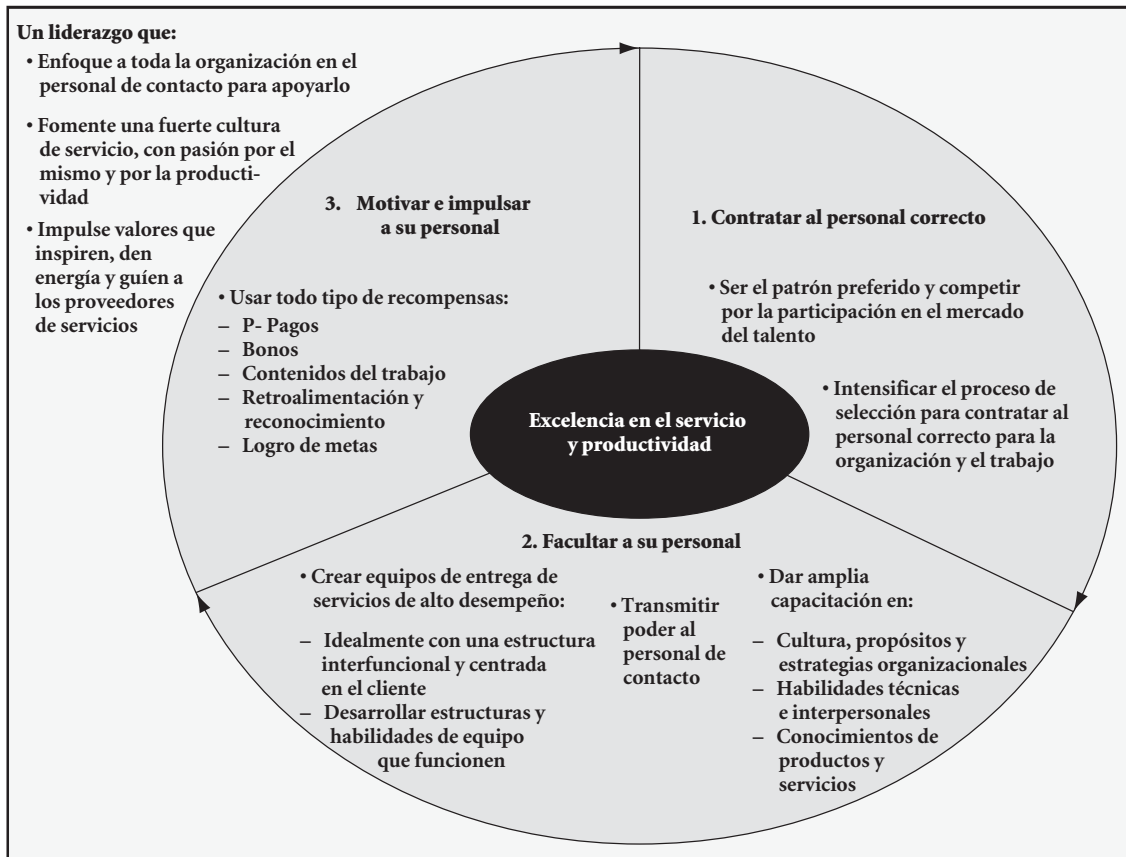 Un liderazgo que:
• Enfoque a toda la organización en el
personal de contacto para apoyarlo
• Fomente una fuerte cultura
de servicio, con pasión por el
mismo y por la producti-
vidad
• Impulse valores que
inspiren, den
energía y guíen a
los proveedores
de servicios
3. Motivar e impulsar
a su personal
• Usar todo tipo de recompensas:
– P- Pagos
– Bonos
– Contenidos del trabajo
– Retroalimentación y
reconocimiento
– Logro de metas
1. Contratar al personal correcto
• Ser el patrón preferido y competir
por la participación en el mercado
del talento
• Intensificar el proceso de
selección para contratar al
personal correcto para la
organización y el trabajo
Excelencia en el servicio
y productividad
2. Facultar a su personal
• Crear equipos de entrega de
servicios de alto desempeño:
– Idealmente con una estructura
interfuncional y centrada
en el cliente
– Desarrollar estructuras y
habilidades de equipo
que funcionen
• Transmitir
poder al
personal de
contacto
• Dar amplia
capacitación en:
– Cultura, propósitos y
estrategias organizacionales
– Habilidades técnicas
e interpersonales
– Conocimientos de
productos y
servicios